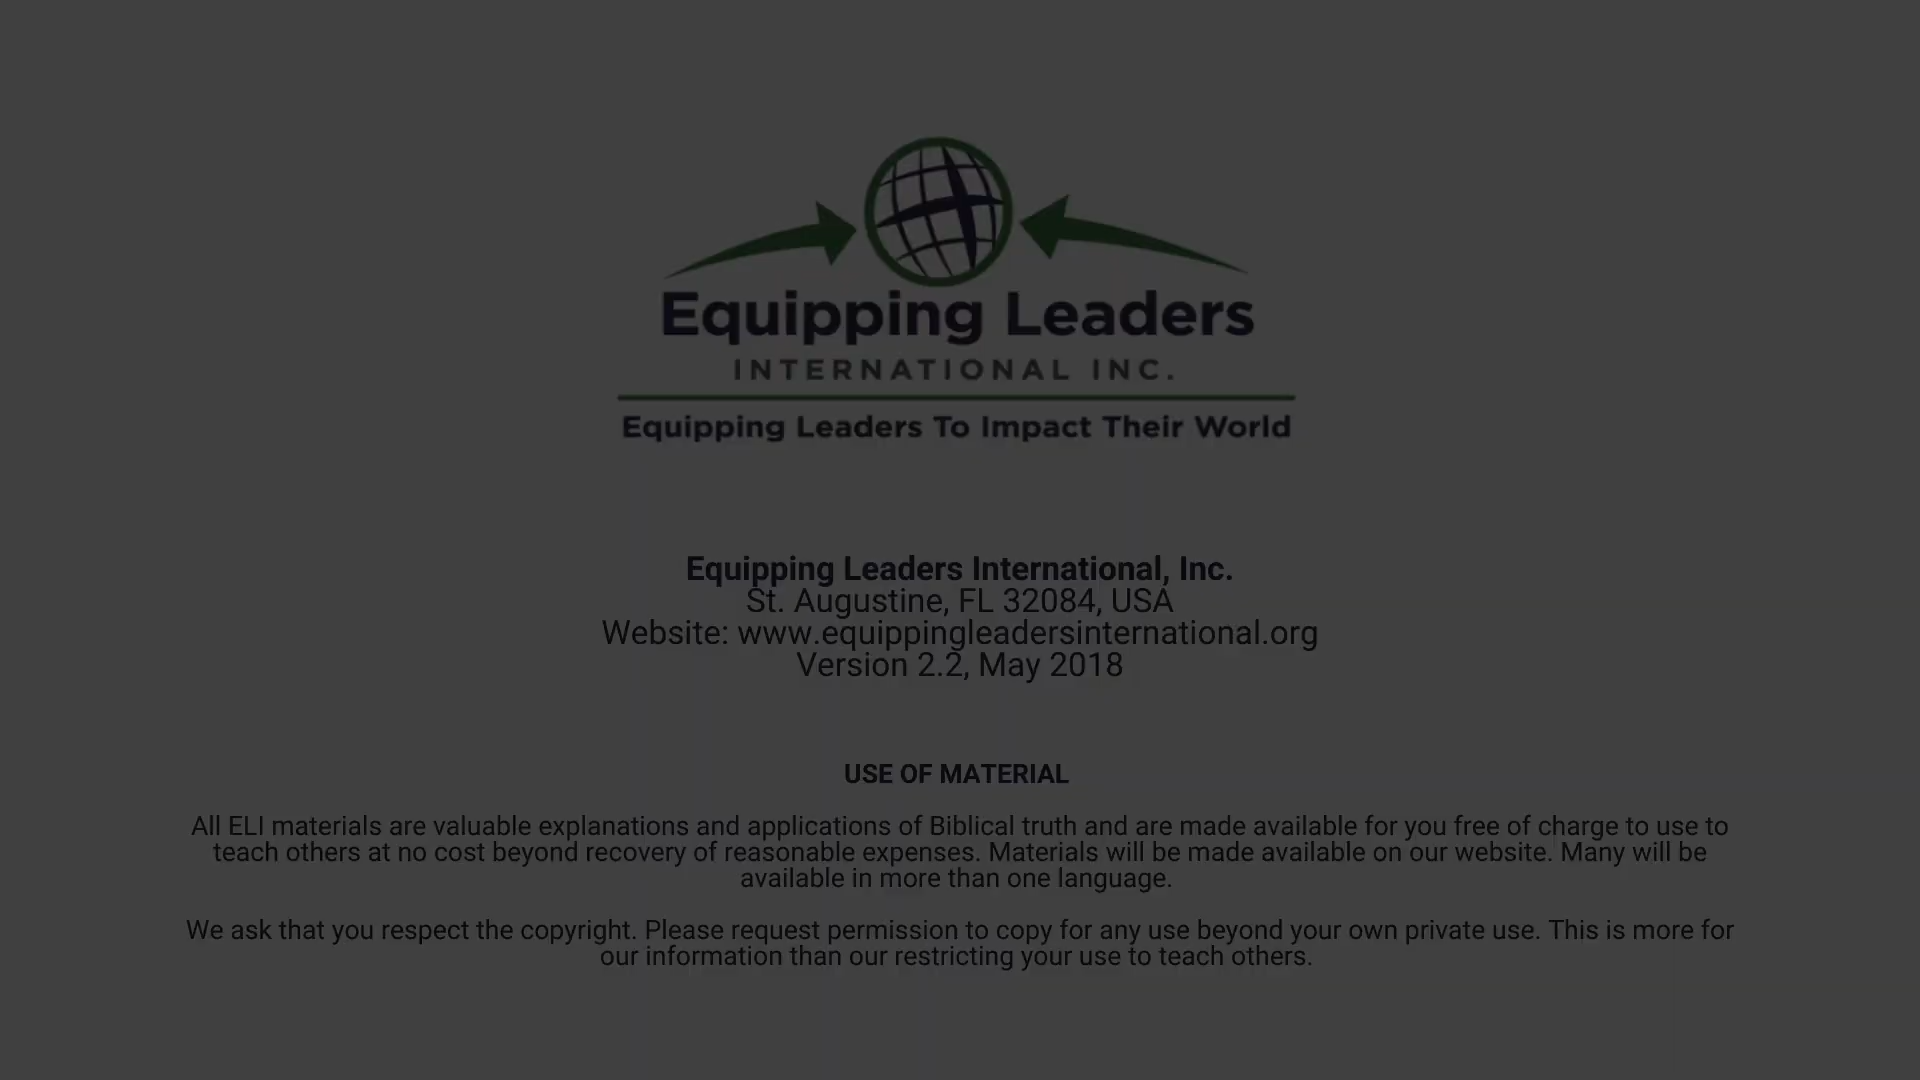 Equipping Leaders
INTERNATIONAL INC.
Equipping Leaders To Impact Their World
Equipping Leaders International, Inc.
St. Augustine, FL 32084, USA
Website: www.equippingleadersinternational.org
Version 2.2, May 2018
USE OF MATERIAL
All ELI materials are valuable explanations and applications of Biblical truth and are made available for you free of charge to use to
teach others at no cost beyond recovery of reasonable expenses. Materials will be made available on our website. Many will be
available in more than one language.
We ask that you respect the copyright. Please request permission to copy for any use beyond your own private use. This is more for
our information than our restricting your use to teach others.